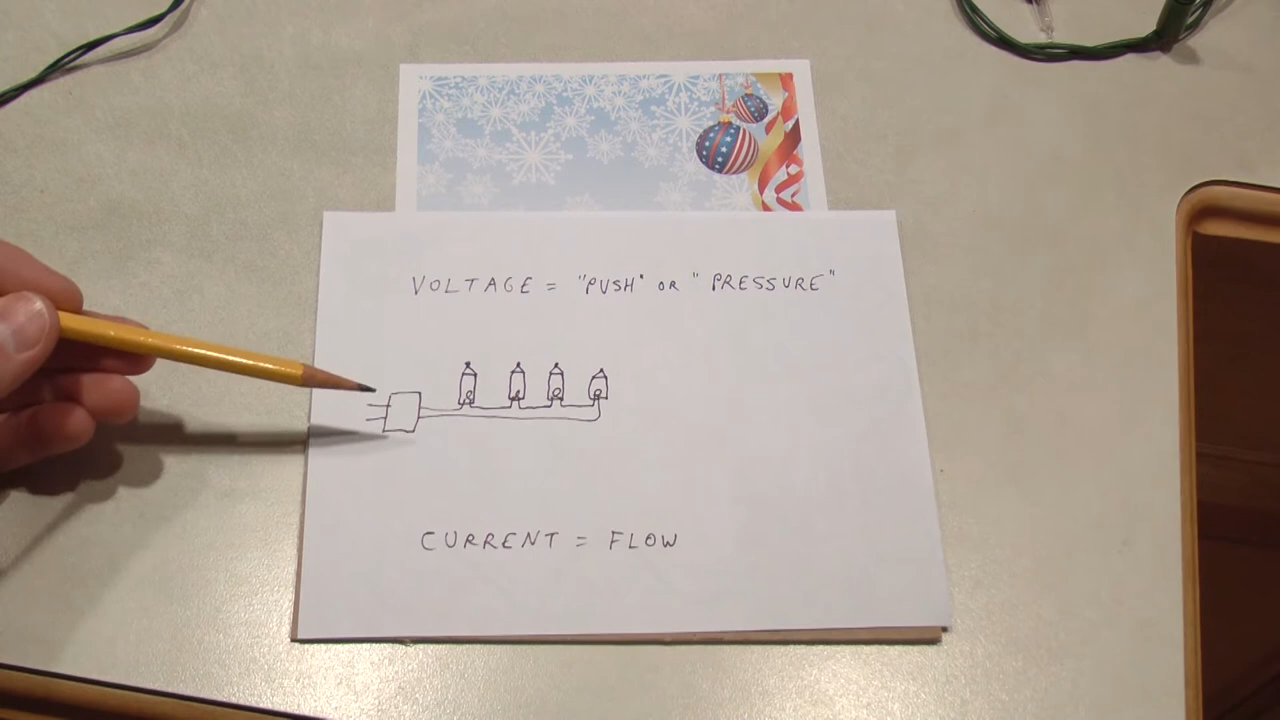 VOLTAGE = "PUSH" OR "PRESSURE"
CURRENT = FLOW